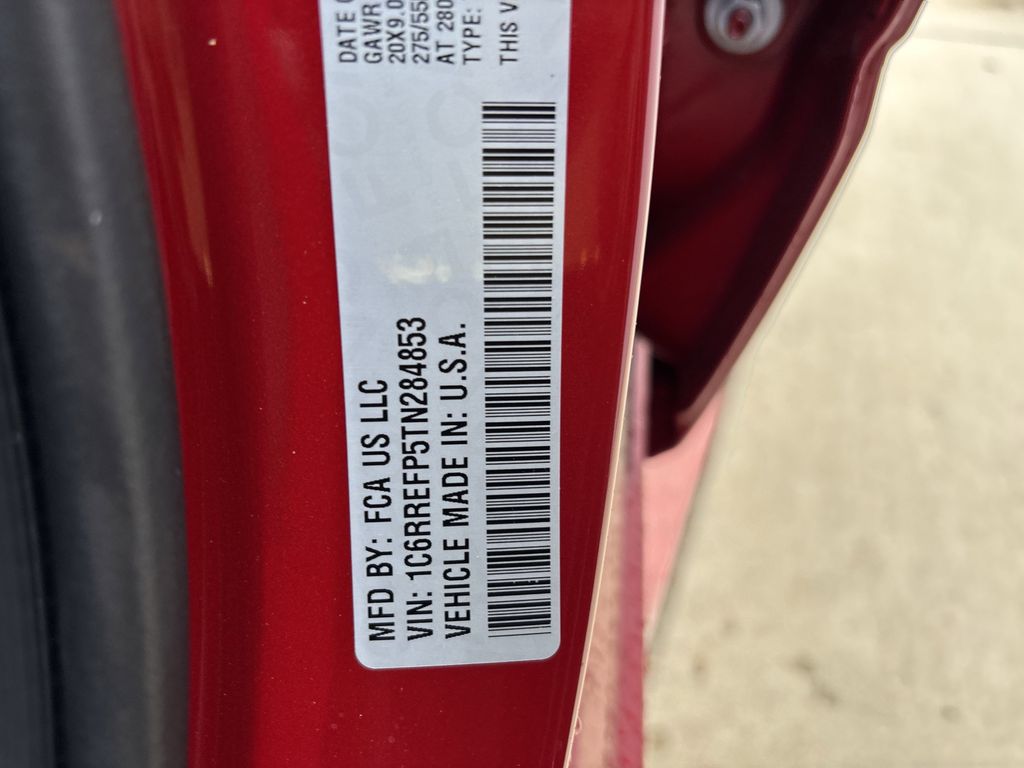 MFD BY: FCA US LLC
VIN: 1C6RREFP5TN284853
VEHICLE MADE IN: U.S.A.
DATE
GAWR
20X9.0
275/55
AT 280
TYPE:
THIS V